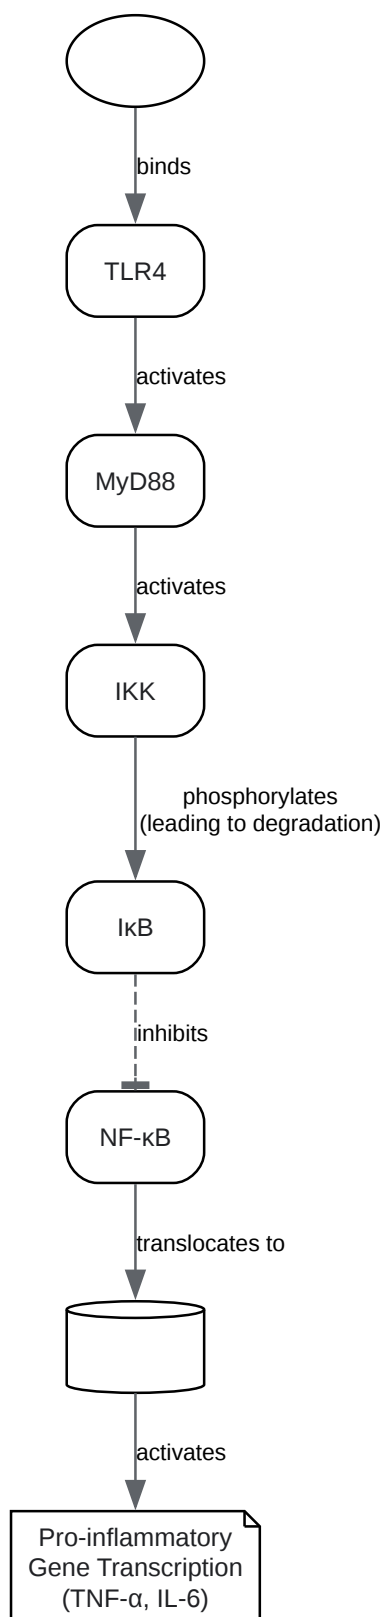 binds
TLR4
activates
MyD88
activates
IKK
phosphorylates
(leading to degradation)
IκB
inhibits
NF-κB
translocates to
activates
Pro-inflammatory
Gene Transcription
(TNF-α, IL-6)